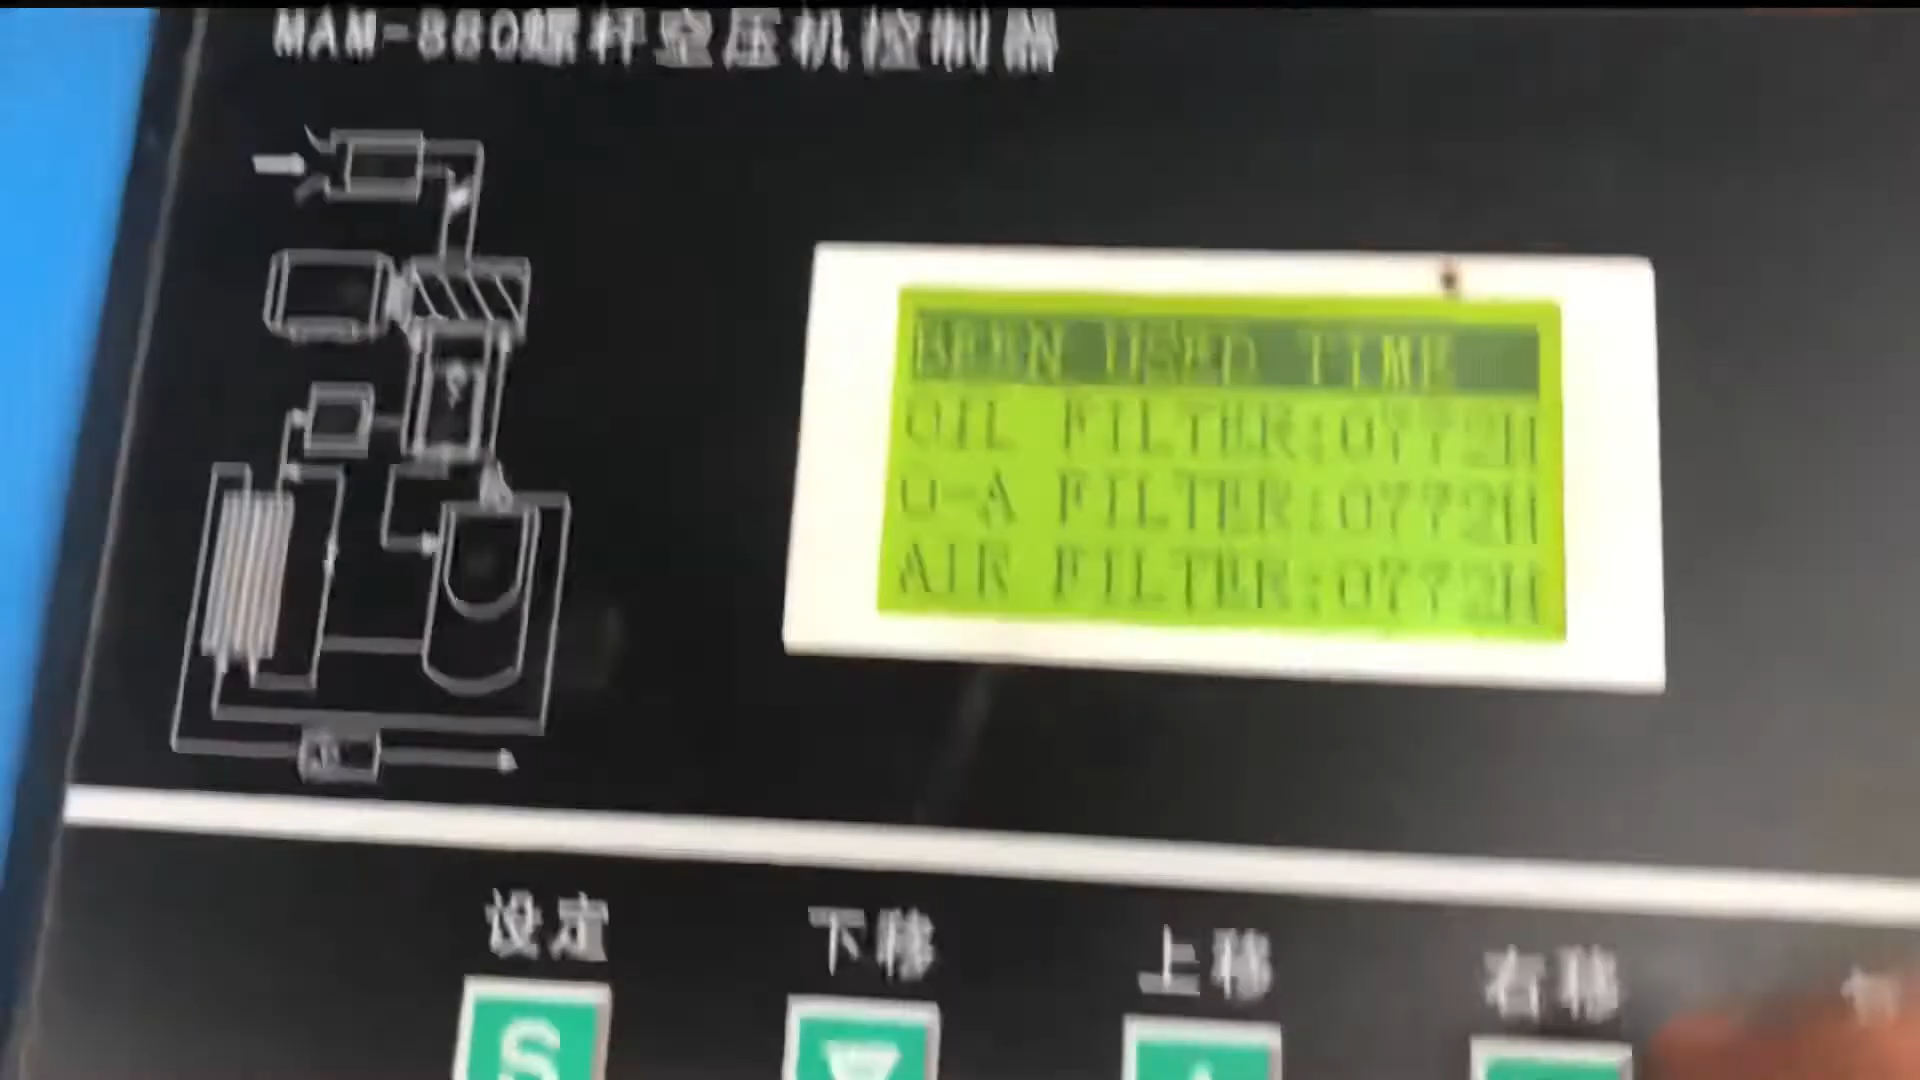 MAM-880螺杆空压机控制器
BEEN USED TIME
OIL FILTER:0772H
O-A FILTER:0772H
AIR FILTER:0772H
设定
下移
上移
右移
S